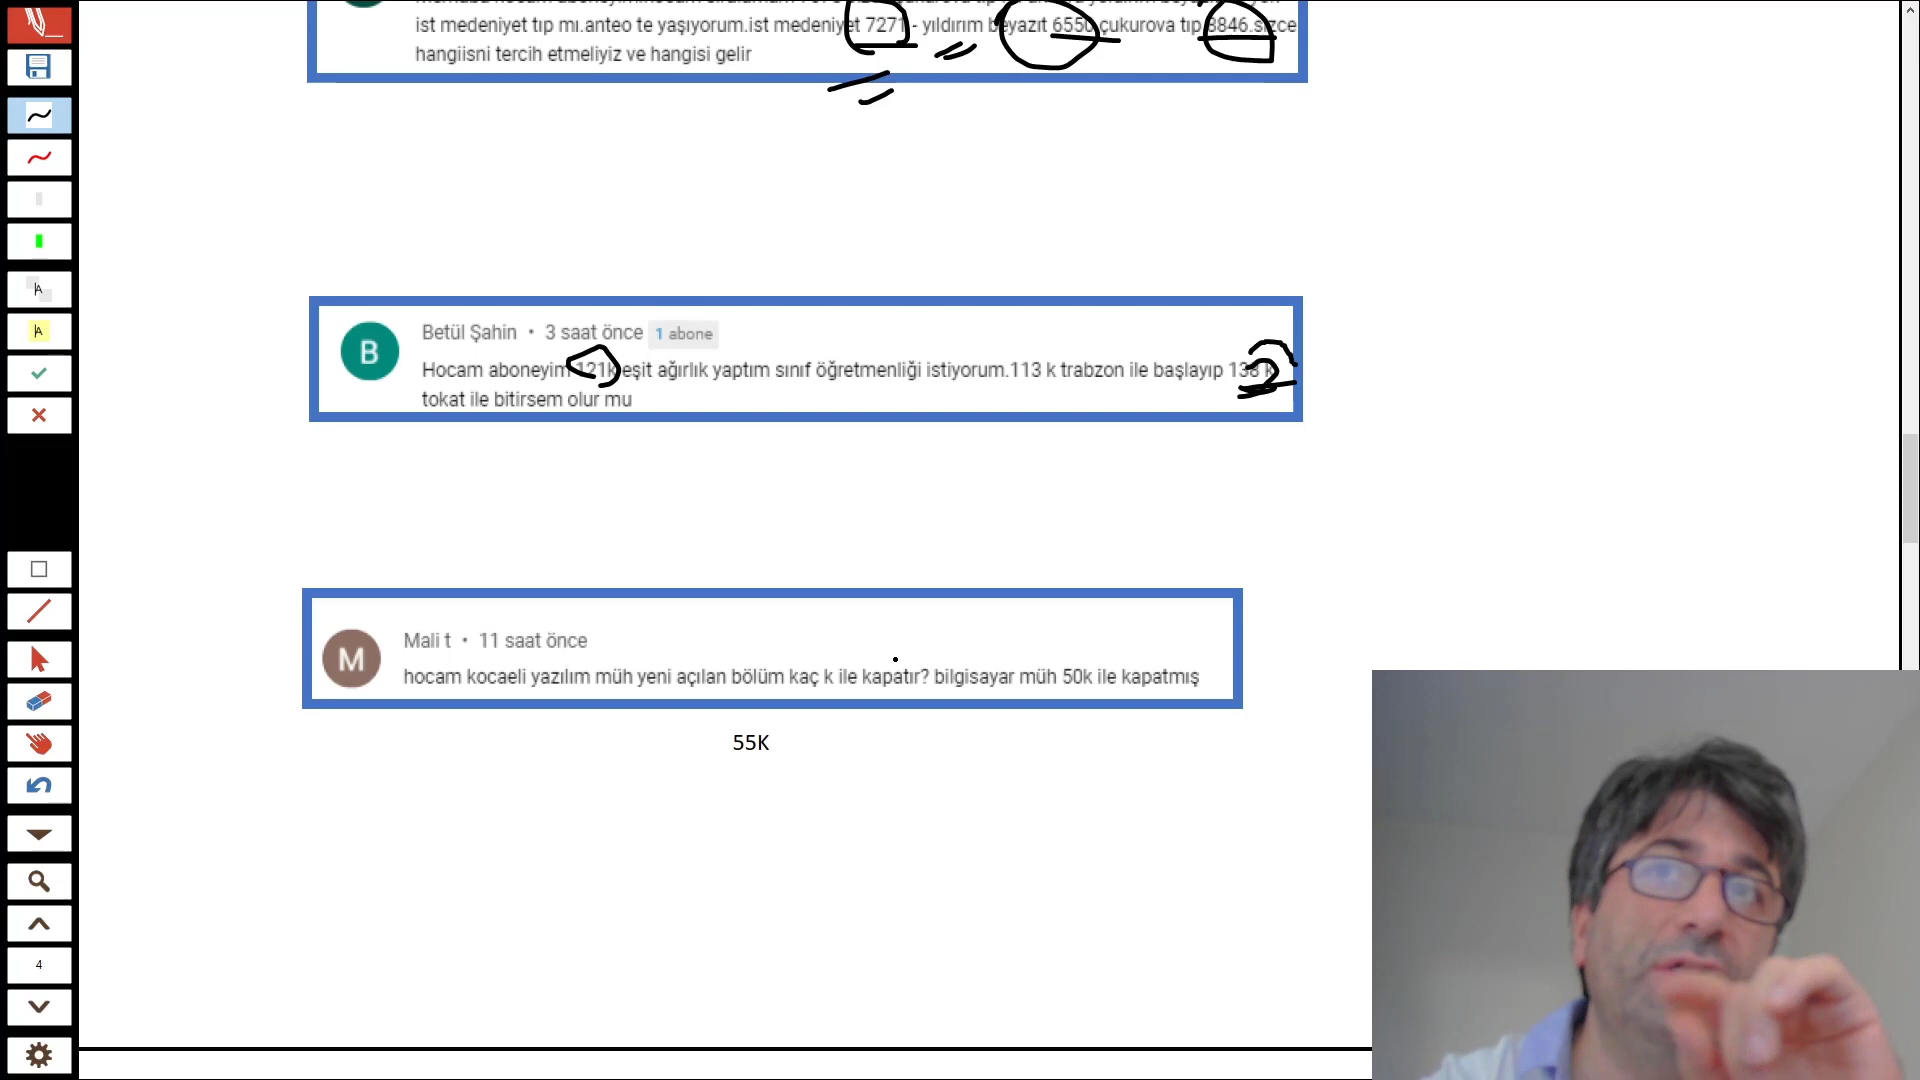 ist medeniyet tıp mı.anteo te yaşıyorum.ist medeniyet 7271 - yıldırım beyazıt 6550 çukurova tıp 8846.sizce
hangiisni tercih etmeliyiz ve hangisi gelir
B
Betül Şahin • 3 saat önce 1 abone
Hocam aboneyim 121k eşit ağırlık yaptım sınıf öğretmenliği istiyorum.113 k trabzon ile başlayıp 138 k
tokat ile bitirsem olur mu
M
Mali t • 11 saat önce
hocam kocaeli yazılım müh yeni açılan bölüm kaç k ile kapatır? bilgisayar müh 50k ile kapatmış
55K
A
A
4